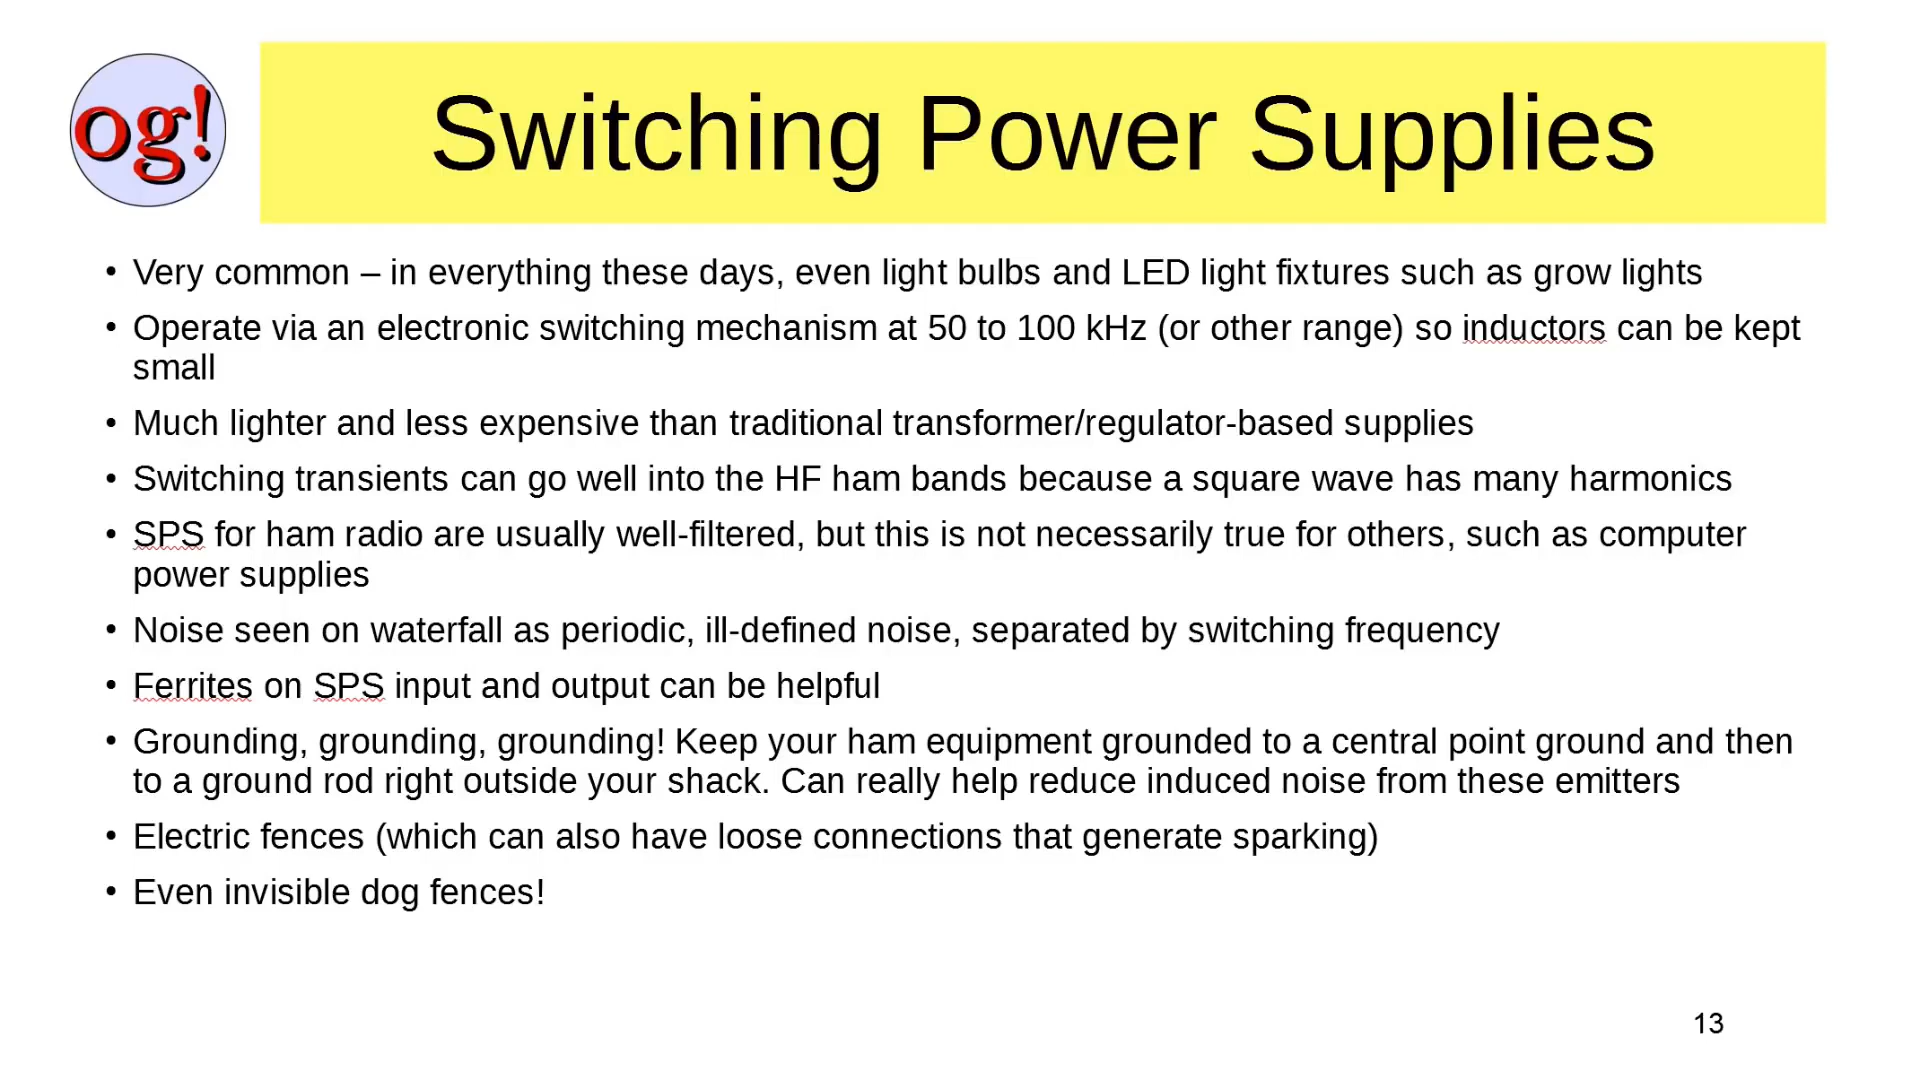 og!
Switching Power Supplies
• Very common – in everything these days, even light bulbs and LED light fixtures such as grow lights
• Operate via an electronic switching mechanism at 50 to 100 kHz (or other range) so inductors can be kept
small
• Much lighter and less expensive than traditional transformer/regulator-based supplies
• Switching transients can go well into the HF ham bands because a square wave has many harmonics
• SPS for ham radio are usually well-filtered, but this is not necessarily true for others, such as computer
power supplies
• Noise seen on waterfall as periodic, ill-defined noise, separated by switching frequency
• Ferrites on SPS input and output can be helpful
• Grounding, grounding, grounding! Keep your ham equipment grounded to a central point ground and then
to a ground rod right outside your shack. Can really help reduce induced noise from these emitters
• Electric fences (which can also have loose connections that generate sparking)
• Even invisible dog fences!
13